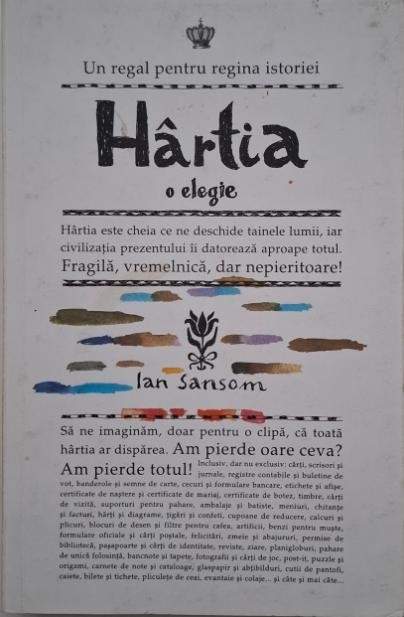 Un regal pentru regina istoriei
Hârtia
o elegie
Hârtia este cheia ce ne deschide tainele lumii, iar
civilizația prezentului îi datorează aproape totul.
Fragilă, vremelnică, dar nepieritoare!
Ian Sansom
Să ne imaginăm, doar pentru o clipă, că toată
hârtia ar dispărea. Am pierde oare ceva?
Am pierde totul! Inclusiv, dar nu exclusiv: cărți, scrisori și
jurnale, registre contabile și buletine de
vot, banderole și semne de carte, cecuri și formulare bancare, etichete și afișe,
certificate de naștere și certificate de mariaj, certificate de botez, timbre, cărți
de vizită, suporturi pentru pahare, ambalaje și batiste, meniuri, chitanțe
și facturi, hărți și diagrame, țigări și confeti, cupoane de reducere, calcuri și
plicuri, blocuri de desen și filtre pentru cafea, artificii, benzi pentru muște,
formulare oficiale și cărți poștale, felicitări, zmeie și abajururi, permise de
bibliotecă, pașapoarte și cărți de identitate, reviste, ziare, planigloburi, pahare
de unică folosință, bancnote și tapete, fotografii și cărți de joc, post-it, puzzle și
origami, carnete de note și cataloage, glaspapir și abțibilduri, cutii de pantofi,
caiete, bilete și tichete, pliculețe de ceai, evantaie și colaje... și câte și mai câte...